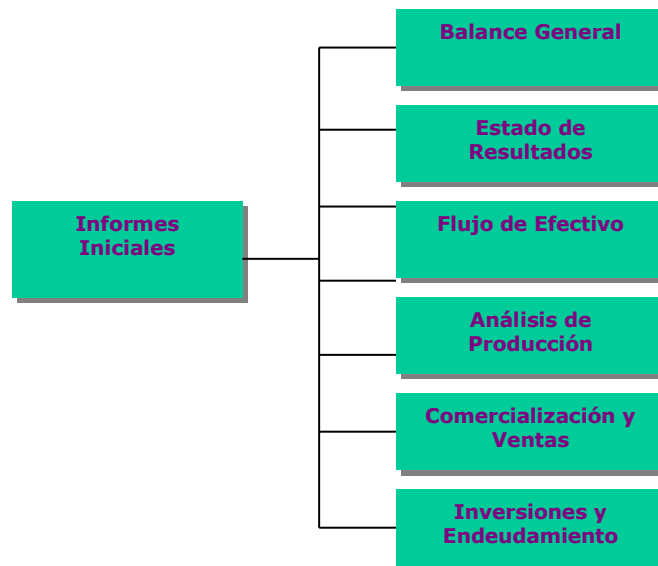 Balance General
Estado de
Resultados
Informes
Iniciales
Flujo de Efectivo
Análisis de
Producción
Comercialización y
Ventas
Inversiones y
Endeudamiento